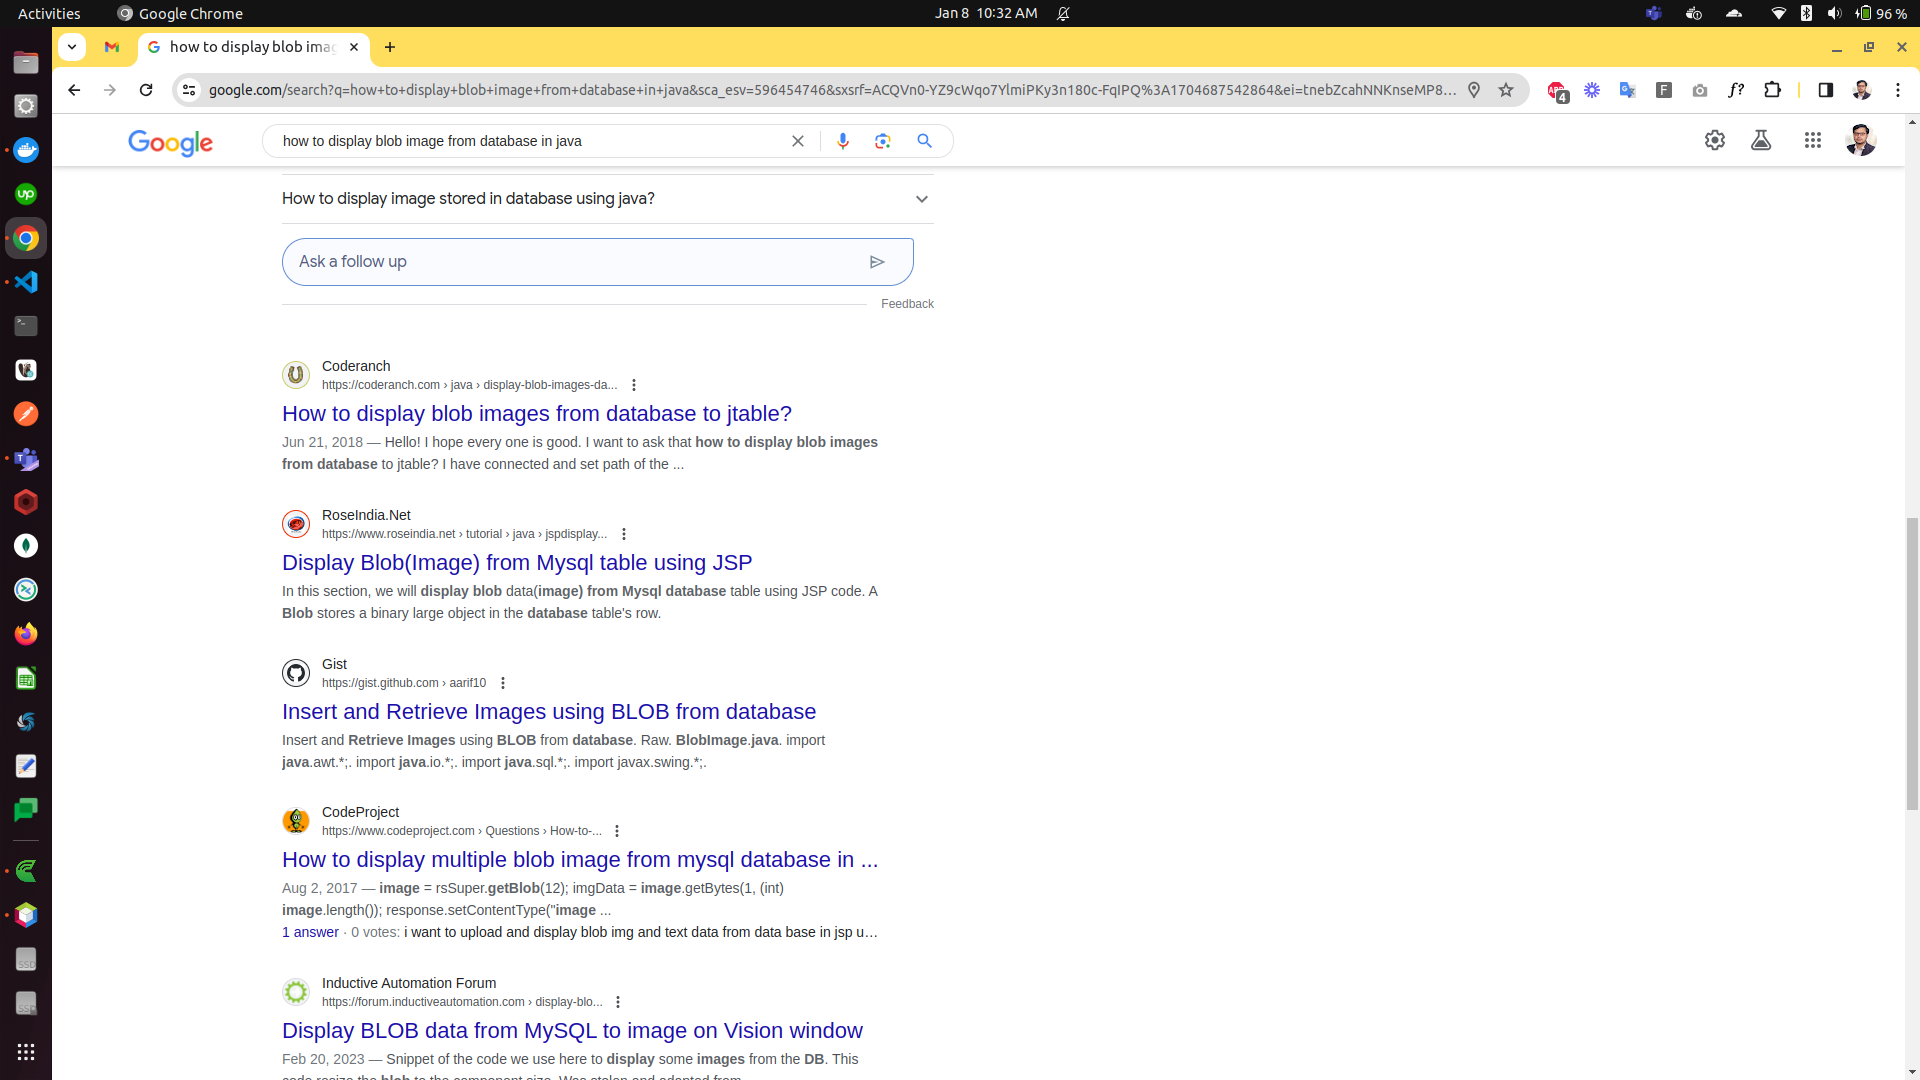 Activities
Google Chrome
Jan 8 10:32 AM
96 %
how to display blob imag
google.com/search?q=how+to+display+blob+image+from+database+in+java&sca_esv=596454746&sxsrf=ACQVn0-YZ9cWqo7YlmiPKy3n180c-FqIPQ%3A1704687542864&ei=tnebZcahNNKnseMP8...
4
Google
how to display blob image from database in java
How to display image stored in database using java?
Ask a follow up
Feedback
Coderanch
https://coderanch.com › java › display-blob-images-da...
How to display blob images from database to jtable?
Jun 21, 2018 — Hello! I hope every one is good. I want to ask that how to display blob images
from database to jtable? I have connected and set path of the ...
RoseIndia.Net
https://www.roseindia.net › tutorial › java › jspdisplay...
Display Blob(Image) from Mysql table using JSP
In this section, we will display blob data(image) from Mysql database table using JSP code. A
Blob stores a binary large object in the database table's row.
Gist
https://gist.github.com › aarif10
Insert and Retrieve Images using BLOB from database
Insert and Retrieve Images using BLOB from database. Raw. BlobImage.java. import
java.awt.*;. import java.io.*;. import java.sql.*;. import javax.swing.*;.
CodeProject
https://www.codeproject.com › Questions › How-to-...
How to display multiple blob image from mysql database in ...
Aug 2, 2017 — image = rsSuper.getBlob(12); imgData = image.getBytes(1, (int)
image.length()); response.setContentType("image ...
1 answer · 0 votes: i want to upload and display blob img and text data from data base in jsp u...
Inductive Automation Forum
https://forum.inductiveautomation.com › display-blo...
Display BLOB data from MySQL to image on Vision window
Feb 20, 2023 — Snippet of the code we use here to display some images from the DB. This
code resize the blob to the component size. Was stolen and adapted from